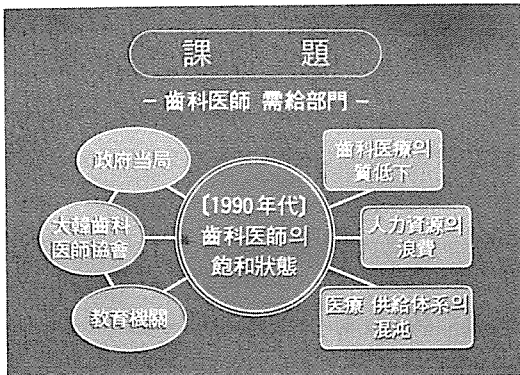 課 題
- 歯科医師 需給部門 -
政府当局
大韓歯科
医師協會
教育機關
[1990年代]
歯科医師의
飽和狀態
歯科医療의
質低下
人力資源의
浪費
医療 供給体系의
混沌